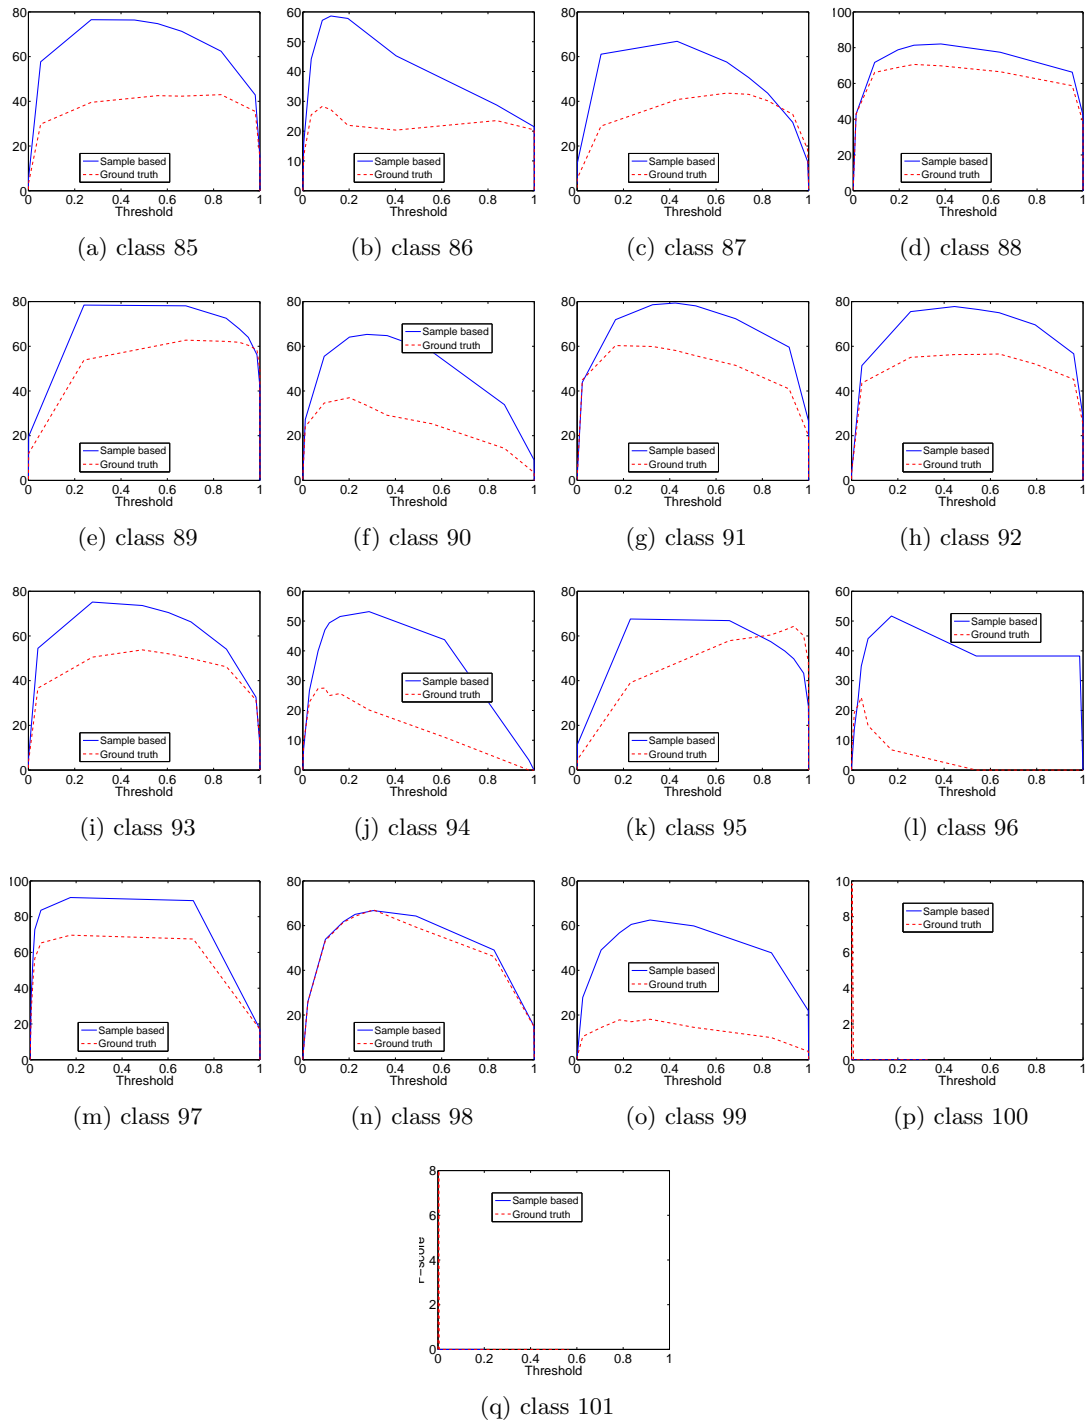 80
60
40
20
0
0 0.2 0.4 0.6 0.8 1
Threshold
Sample based
Ground truth
(a) class 85
60
50
40
30
20
10
0
0 0.2 0.4 0.6 0.8 1
Threshold
Sample based
Ground truth
(b) class 86
80
60
40
20
0
0 0.2 0.4 0.6 0.8 1
Threshold
Sample based
Ground truth
(c) class 87
100
80
60
40
20
0
0 0.2 0.4 0.6 0.8 1
Threshold
Sample based
Ground truth
(d) class 88
80
60
40
20
0
0 0.2 0.4 0.6 0.8 1
Threshold
Sample based
Ground truth
(e) class 89
80
60
40
20
0
0 0.2 0.4 0.6 0.8 1
Threshold
Sample based
Ground truth
(f) class 90
80
60
40
20
0
0 0.2 0.4 0.6 0.8 1
Threshold
Sample based
Ground truth
(g) class 91
80
60
40
20
0
0 0.2 0.4 0.6 0.8 1
Threshold
Sample based
Ground truth
(h) class 92
80
60
40
20
0
0 0.2 0.4 0.6 0.8 1
Threshold
Sample based
Ground truth
(i) class 93
60
50
40
30
20
10
0
0 0.2 0.4 0.6 0.8 1
Threshold
Sample based
Ground truth
(j) class 94
80
60
40
20
0
0 0.2 0.4 0.6 0.8 1
Threshold
Sample based
Ground truth
(k) class 95
60
50
40
30
20
10
0
0 0.2 0.4 0.6 0.8 1
Threshold
Sample based
Ground truth
(l) class 96
100
80
60
40
20
0
0 0.2 0.4 0.6 0.8 1
Threshold
Sample based
Ground truth
(m) class 97
80
60
40
20
0
0 0.2 0.4 0.6 0.8 1
Threshold
Sample based
Ground truth
(n) class 98
80
60
40
20
0
0 0.2 0.4 0.6 0.8 1
Threshold
Sample based
Ground truth
(o) class 99
10
8
6
4
2
0
0 0.2 0.4 0.6 0.8 1
Threshold
Sample based
Ground truth
(p) class 100
8
6
4
2
0
0 0.2 0.4 0.6 0.8 1
Threshold
Sample based
Ground truth
(q) class 101